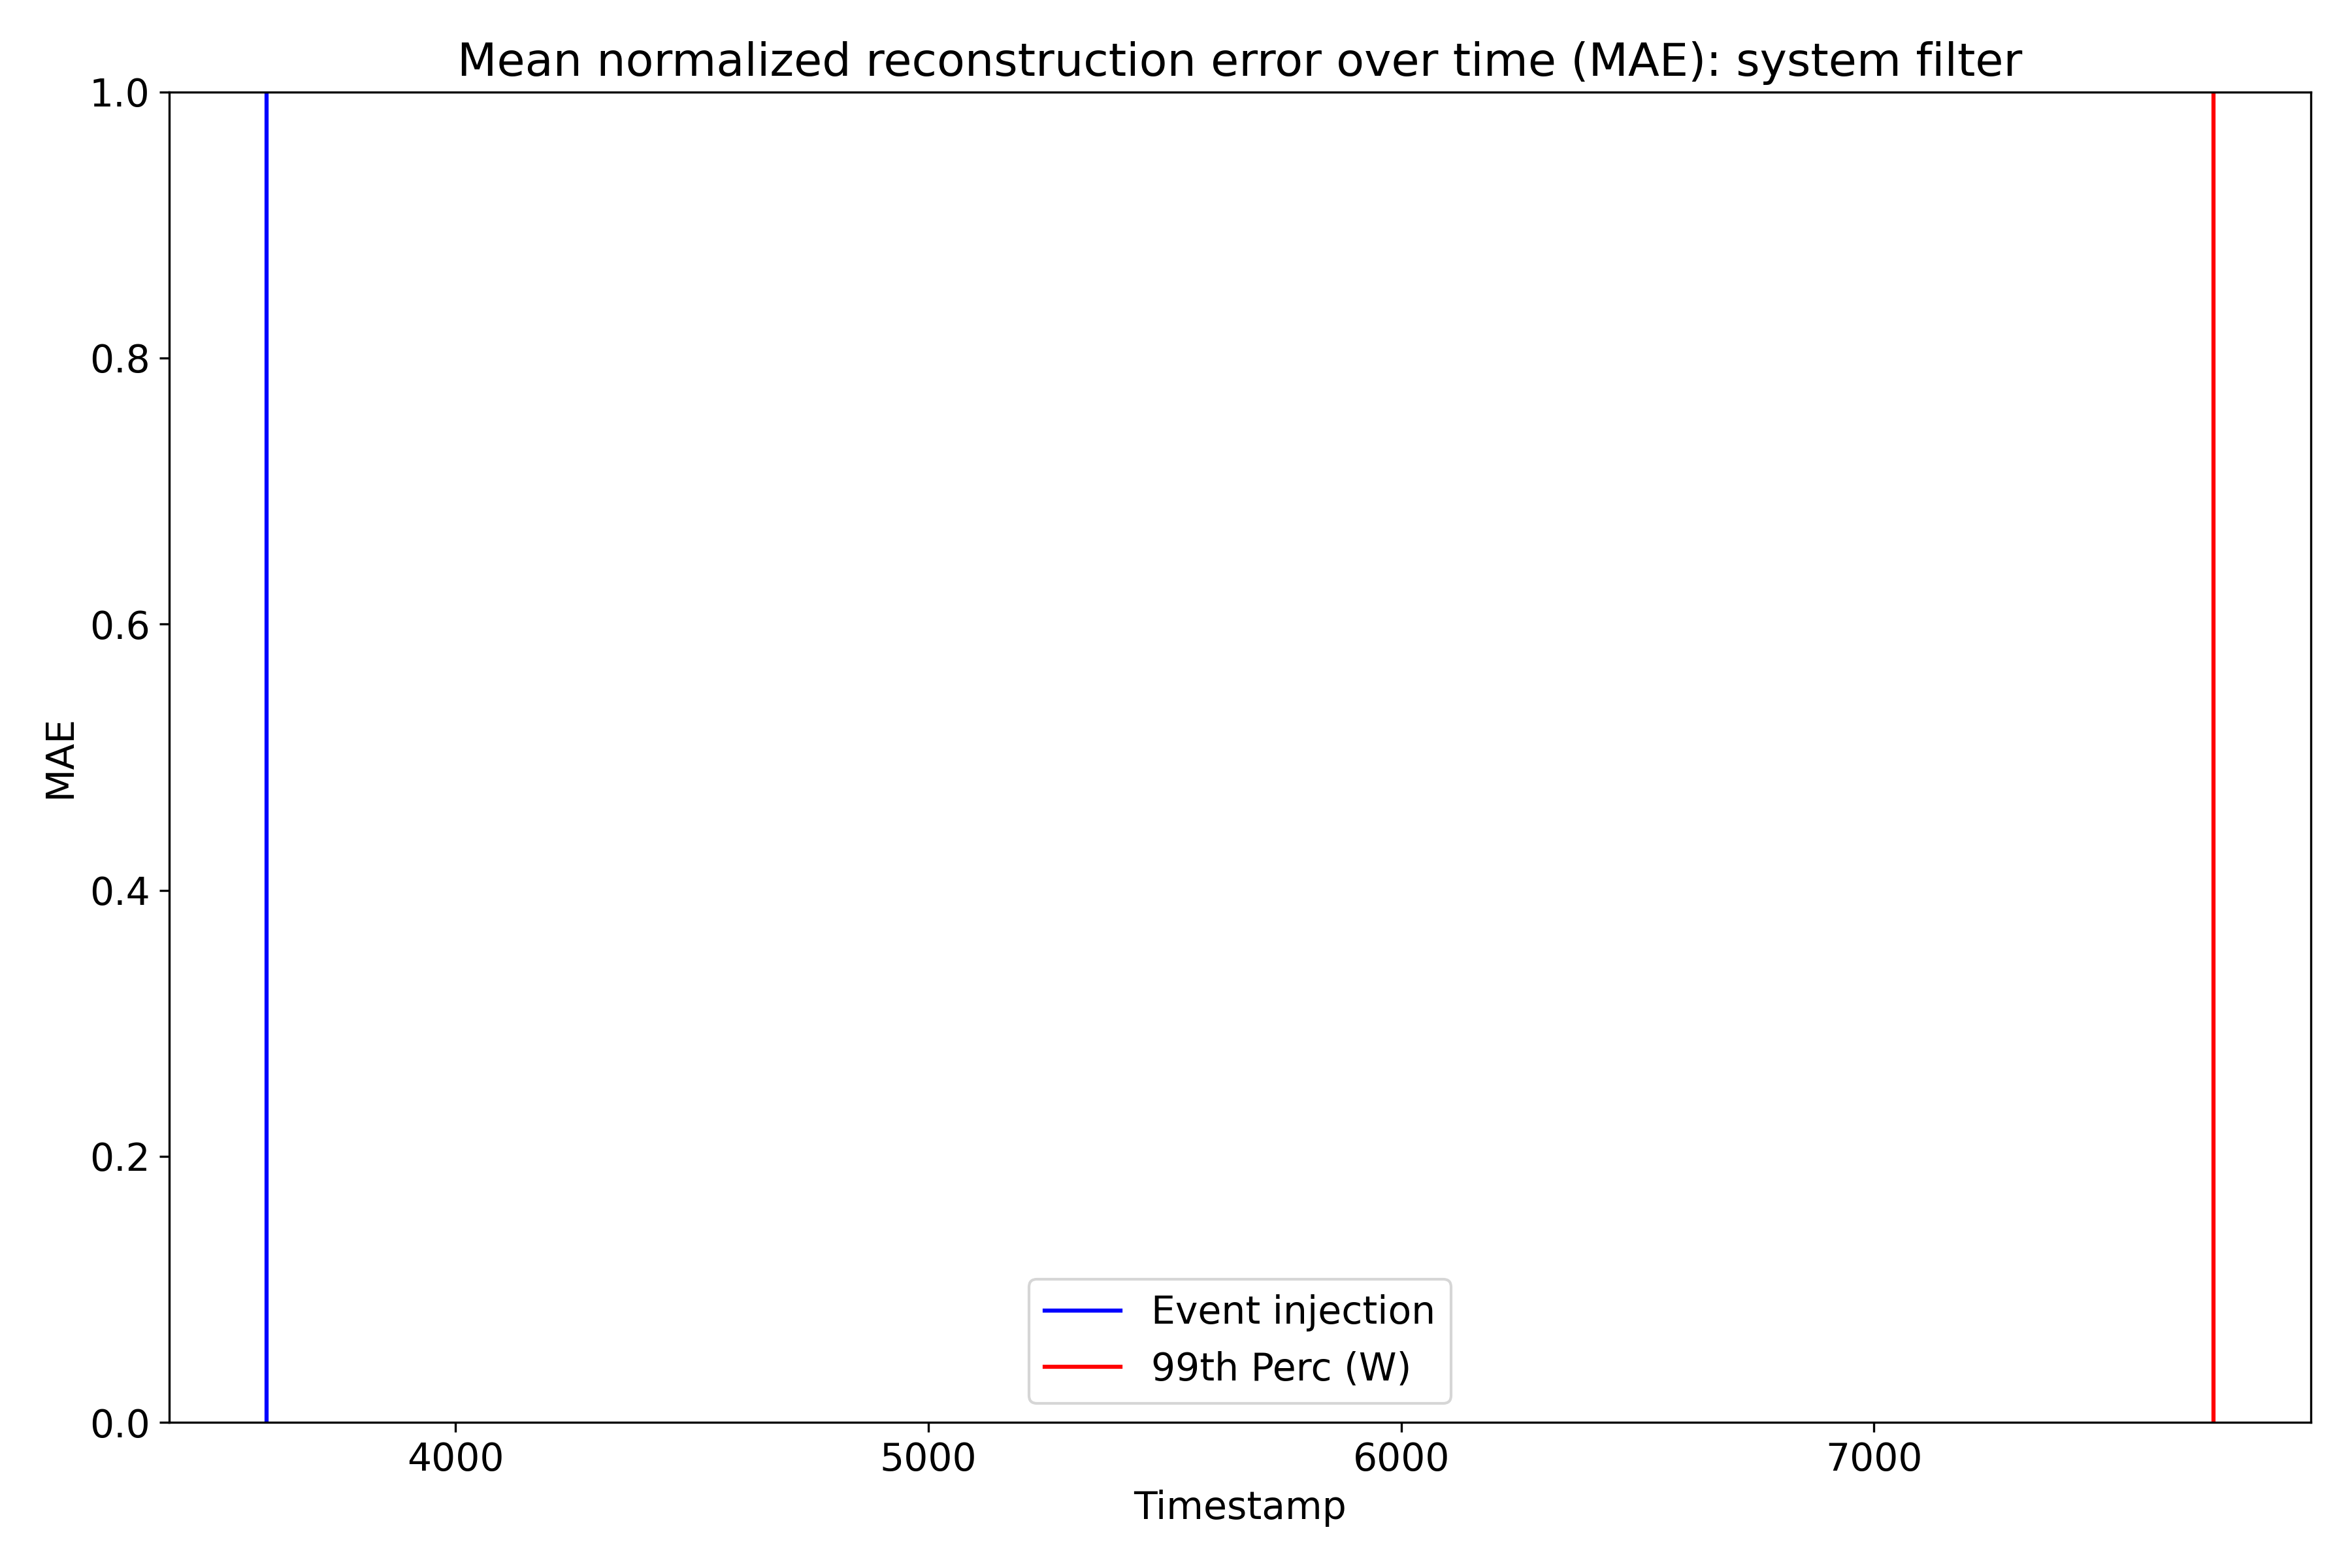 Mean normalized reconstruction error over time (MAE): system filter
1.0
0.8
0.6
0.4
0.2
0.0
MAE
Event injection
99th Perc (W)
4000 5000 6000 7000
Timestamp